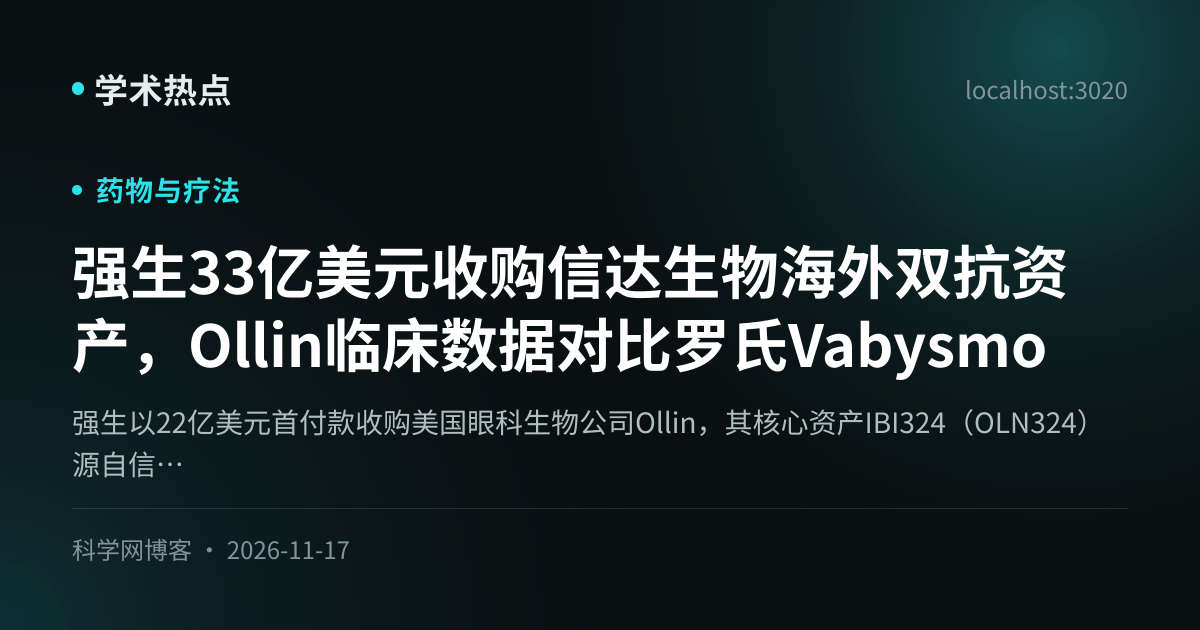 学术热点
localhost:3020
药物与疗法
强生33亿美元收购信达生物海外双抗资
产，Ollin临床数据对比罗氏Vabysmo
强生以22亿美元首付款收购美国眼科生物公司Ollin，其核心资产IBI324（OLN324）
源自信…
科学网博客 · 2026-11-17